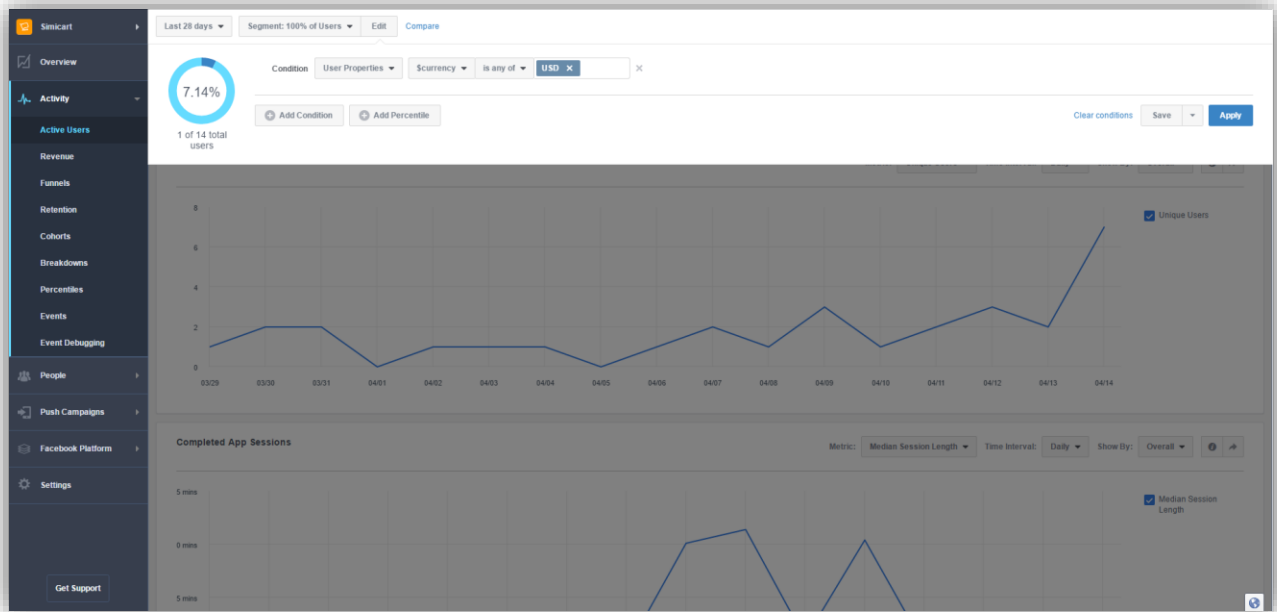 Simicart
Overview
Activity
Active Users
Revenue
Funnels
Retention
Cohorts
Breakdowns
Percentiles
Events
Event Debugging
People
Push Campaigns
Facebook Platform
Settings
Get Support
Last 28 days Segment: 100% of Users Edit Compare
7.14%
1 of 14 total
users
Condition User Properties $currency is any of USD ×
Add Condition Add Percentile
Clear conditions Save Apply
8
6
4
2
0
03/29 03/30 03/31 04/01 04/02 04/03 04/04 04/05 04/06 04/07 04/08 04/09 04/10 04/11 04/12 04/13 04/14
Unique Users
Completed App Sessions
Metric: Median Session Length Time Interval: Daily Show By: Overall
5 mins
0 mins
5 mins
Median Session
Length